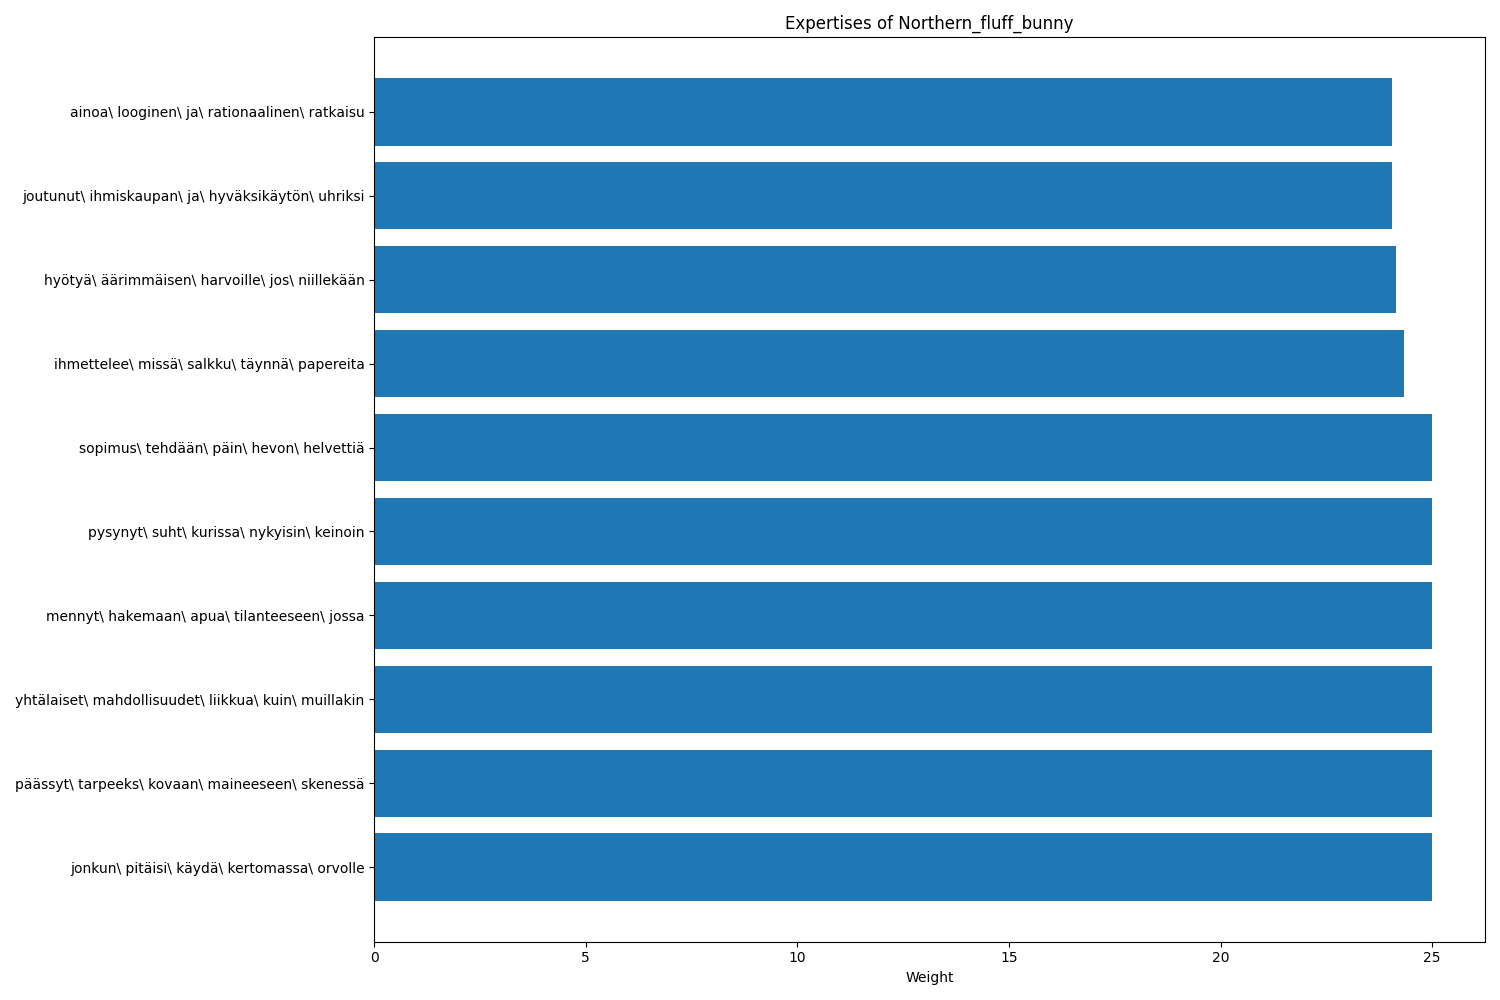 Expertises of Northern_fluff_bunny
ainoa\ looginen\ ja\ rationaalinen\ ratkaisu
joutunut\ ihmiskaupan\ ja\ hyväksikäytön\ uhriksi
hyötyä\ äärimmäisen\ harvoille\ jos\ niillekään
ihmettelee\ missä\ salkku\ täynnä\ papereita
sopimus\ tehdään\ päin\ hevon\ helvettiä
pysynyt\ suht\ kurissa\ nykyisin\ keinoin
mennyt\ hakemaan\ apua\ tilanteeseen\ jossa
yhtälaiset\ mahdollisuudet\ liikkua\ kuin\ muillakin
päässyt\ tarpeeks\ kovaan\ maineeseen\ skenessä
jonkun\ pitäisi\ käydä\ kertomassa\ orvolle
0 5 10 15 20 25
Weight